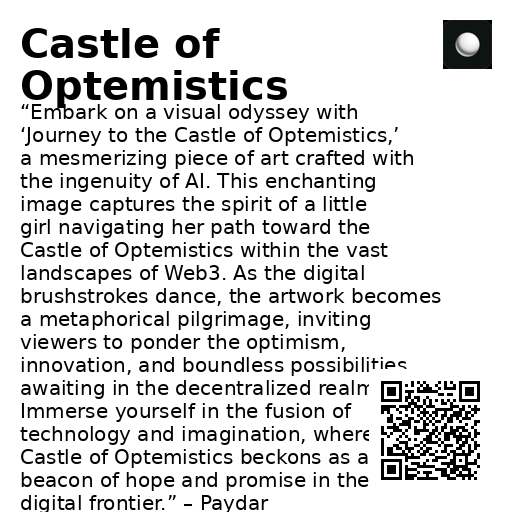 Castle of
Optemistics
“Embark on a visual odyssey with
‘Journey to the Castle of Optemistics,’
a mesmerizing piece of art crafted with
the ingenuity of AI. This enchanting
image captures the spirit of a little
girl navigating her path toward the
Castle of Optemistics within the vast
landscapes of Web3. As the digital
brushstrokes dance, the artwork becomes
a metaphorical pilgrimage, inviting
viewers to ponder the optimism,
innovation, and boundless possibilities
awaiting in the decentralized realm
Immerse yourself in the fusion of
technology and imagination, where
Castle of Optemistics beckons as a
beacon of hope and promise in the
digital frontier.” – Paydar